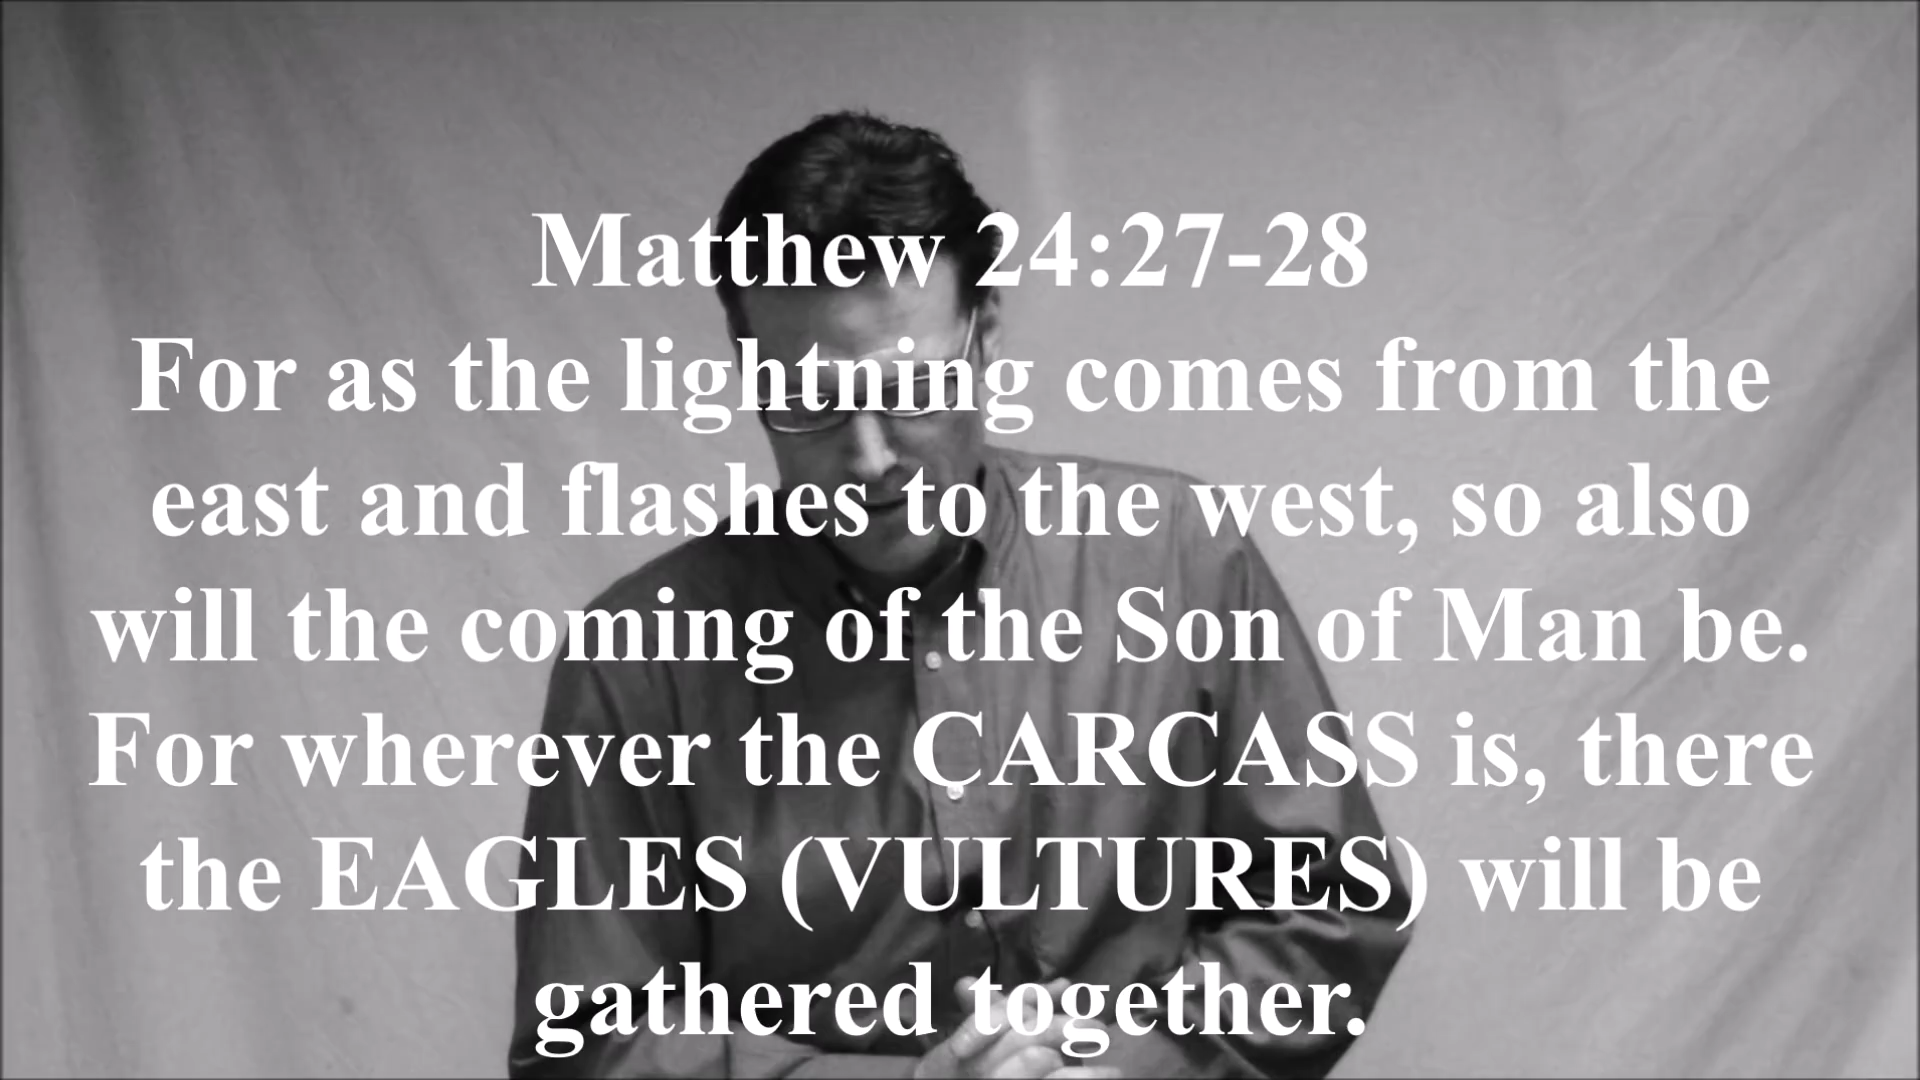 Matthew 24:27-28
For as the lightning comes from the
east and flashes to the west, so also
will the coming of the Son of Man be.
For wherever the CARCASS is, there
the EAGLES (VULTURES) will be
gathered together.